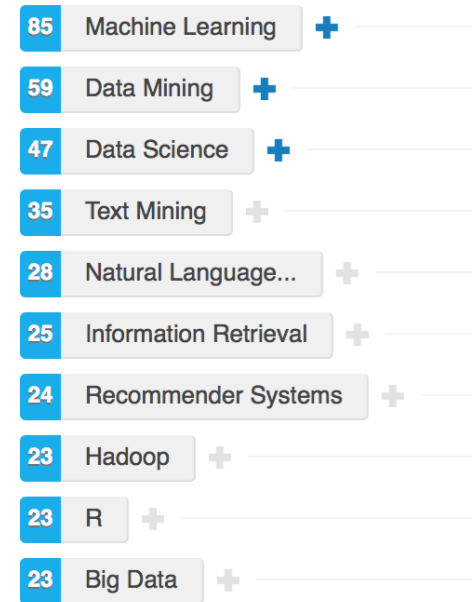 85 Machine Learning
59 Data Mining
47 Data Science
35 Text Mining
28 Natural Language...
25 Information Retrieval
24 Recommender Systems
23 Hadoop
23 R
23 Big Data